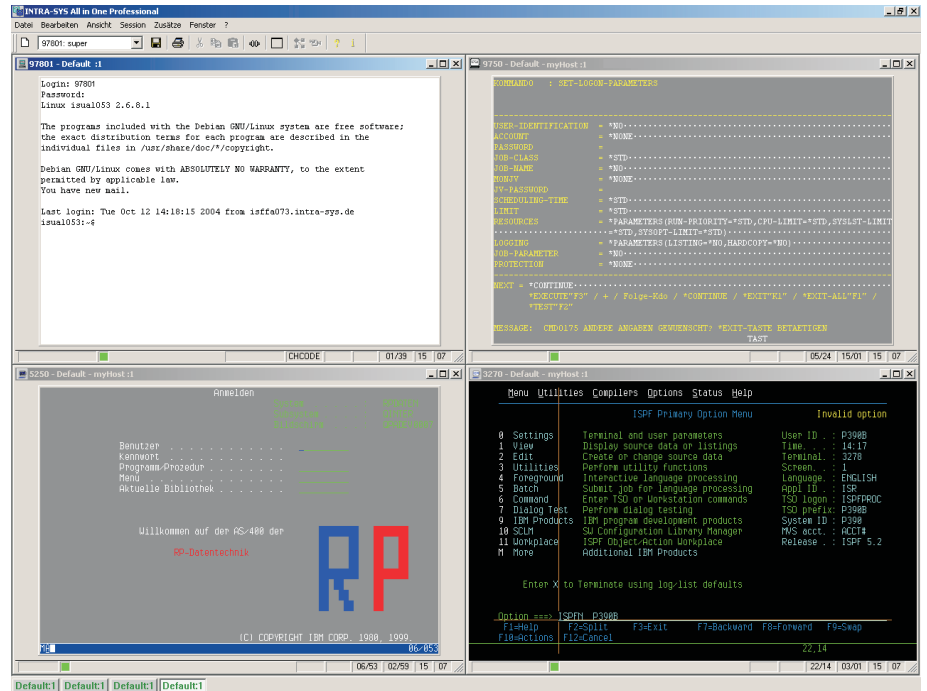 INTRA-SYS All in One Professional
Datei Bearbeiten Ansicht Session Zusätze Fenster ?
97801: super
97801 - Default :1
Login: 97801
Password:
Linux isual053 2.6.8.1
The programs included with the Debian GNU/Linux system are free software;
the exact distribution terms for each program are described in the
individual files in /usr/share/doc/*/copyright.
Debian GNU/Linux comes with ABSOLUTELY NO WARRANTY, to the extent
permitted by applicable law.
You have new mail.
Last login: Tue Oct 12 14:18:15 2004 from isffa073.intra-sys.de
isual053:~$
CHCODE 01/39 15 07
9750 - Default - myHost :1
KOMMANDO : SET-LOGON-PARAMETERS
USER-IDENTIFICATION = *NO
ACCOUNT = *NONE
PASSWORD =
JOB-CLASS = *STD
JOB-NAME = *NO
MONJV = *NONE
JV-PASSWORD =
SCHEDULING-TIME = *STD
LIMIT = *STD
RESOURCES = *PARAMETERS(RUN-PRIORITY=*STD,CPU-LIMIT=*STD,SYSLST-LIMIT
=*STD,SYSOPT-LIMIT=*STD)
LOGGING = *PARAMETERS(LISTING=*NO,HARDCOPY=*NO)
JOB-PARAMETER = *NO
PROTECTION = *NONE
NEXT = *CONTINUE
*EXECUTE"F3" / + / Folge-Kdo / *CONTINUE / *EXIT"K1" / *EXIT-ALL"F1" /
*TEST"F2"
MESSAGE: CMD0175 ANDERE ANGABEN GEWUENSCHT? *EXIT-TASTE BETAETIGEN
TAST
05/24 15/01 15 07
5250 - Default - myHost :1
Anmelden
Benutzer . . . . . . . . . . . .
Kennwort . . . . . . . . . . . .
Programm/Prozedur . . . . . . .
Menü . . . . . . . . . . . . . .
Aktuelle Bibliothek . . . . . .
Willkommen auf der AS/400 der
RP-Datentechnik
RP
(C) COPYRIGHT IBM CORP. 1980, 1999.
06/053
06/53 02/59 15 07
3270 - Default - myHost :1
Menu Utilities Compilers Options Status Help
ISPF Primary Option Menu Invalid option
0 Settings Terminal and user parameters User ID . : P390B
1 View Display source data or listings Time. . . : 14:17
2 Edit Create or change source data Terminal. : 3278
3 Utilities Perform utility functions Screen. . : 1
4 Foreground Interactive language processing Language. : ENGLISH
5 Batch Submit job for language processing Appl ID . : ISR
6 Command Enter TSO or Workstation commands TSO logon : ISPFPROC
7 Dialog Test Perform dialog testing TSO prefix: P390B
9 IBM Products IBM program development products System ID : P390
10 SCLM SW Configuration Library Manager MVS acct. : ACCT#
11 Workplace ISPF Object/Action Workplace Release . : ISPF 5.2
M More Additional IBM Products
Enter X to Terminate using log/list defaults
Option ===> ISPFN P390B
F1=Help F2=Split F3=Exit F7=Backward F8=Forward F9=Swap
F10=Actions F12=Cancel
22,14
22/14 03/01 15 07
Default:1 Default:1 Default:1 Default:1